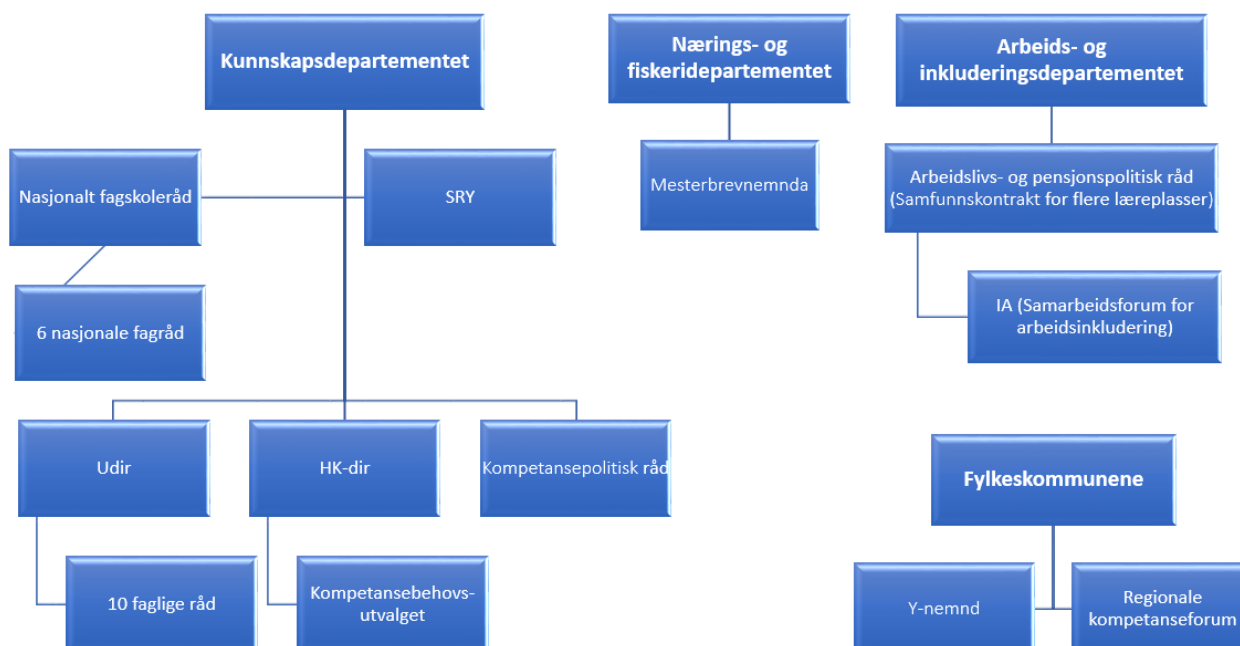 Kunnskapsdepartementet
Nærings- og
fiskeridepartementet
Arbeids- og
inkluderingsdepartementet
Nasjonalt fagskoleråd
SRY
Mesterbrevnemnda
Arbeidslivs- og pensjonspolitisk råd
(Samfunnskontrakt for flere læreplasser)
6 nasjonale fagråd
IA (Samarbeidsforum for
arbeidsinkludering)
Udir
HK-dir
Kompetansepolitisk råd
Fylkeskommunene
10 faglige råd
Kompetansebehovs-
utvalget
Y-nemnd
Regionale
kompetanseforum